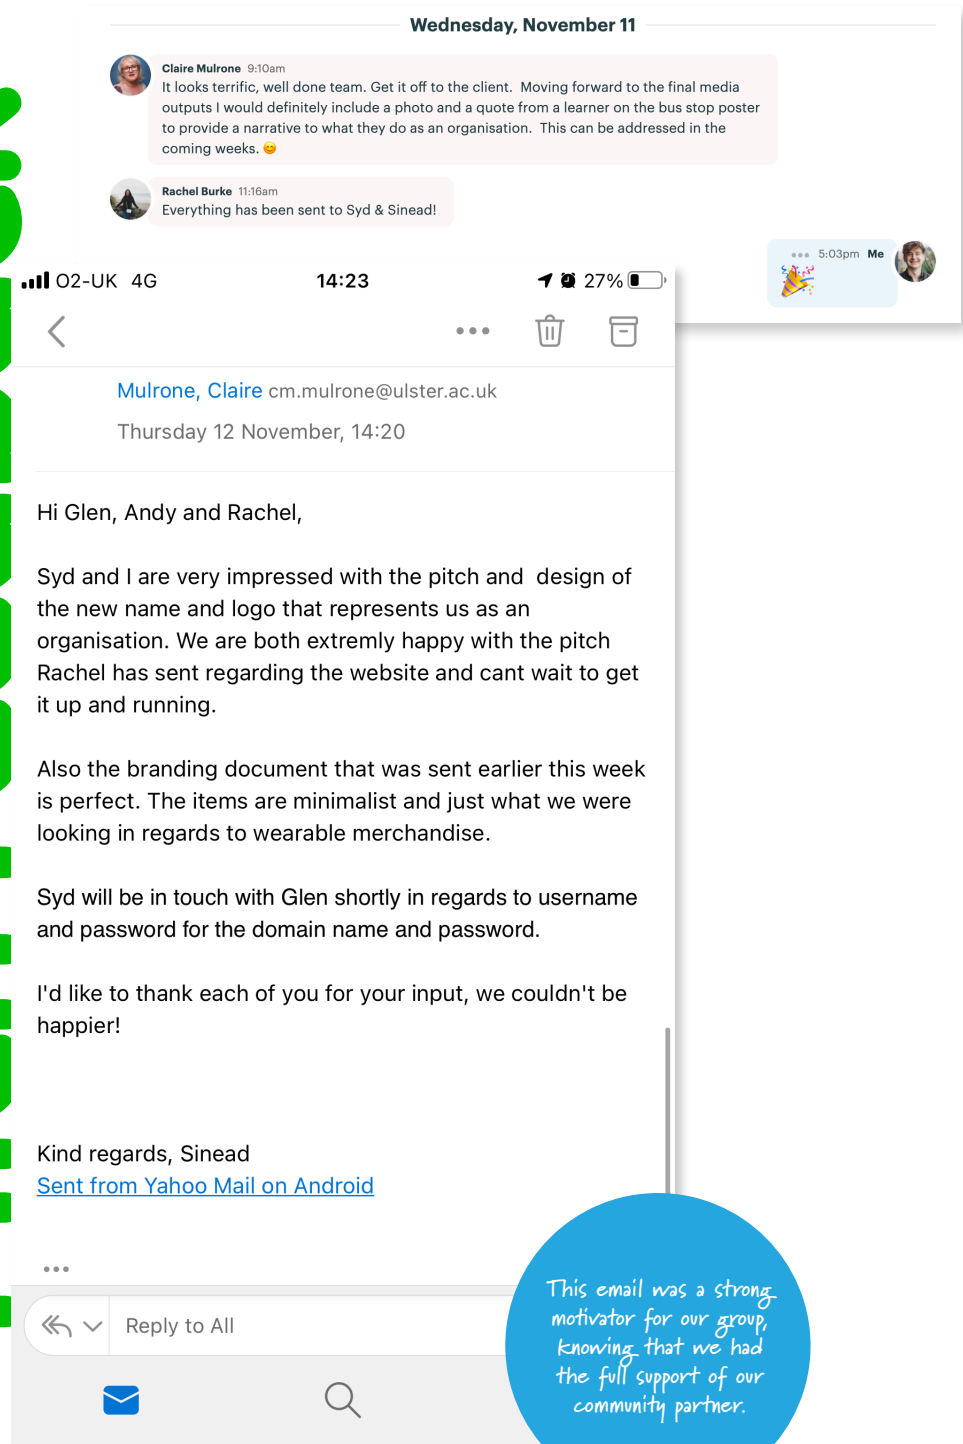 Wednesday, November 11
Claire Mulrone 9:10am
It looks terrific, well done team. Get it off to the client.  Moving forward to the final media
outputs I would definitely include a photo and a quote from a learner on the bus stop poster
to provide a narrative to what they do as an organisation.  This can be addressed in the
coming weeks. 😊
Rachel Burke 11:16am
Everything has been sent to Syd & Sinead!
••• 5:03pm Me
🎉
O2-UK 4G 14:23 27%
•••
Mulrone, Claire cm.mulrone@ulster.ac.uk
Thursday 12 November, 14:20
Hi Glen, Andy and Rachel,
Syd and I are very impressed with the pitch and  design of
the new name and logo that represents us as an
organisation. We are both extremly happy with the pitch
Rachel has sent regarding the website and cant wait to get
it up and running.
Also the branding document that was sent earlier this week
is perfect. The items are minimalist and just what we were
looking in regards to wearable merchandise.
Syd will be in touch with Glen shortly in regards to username
and password for the domain name and password.
I'd like to thank each of you for your input, we couldn't be
happier!
Kind regards, Sinead
Sent from Yahoo Mail on Android
•••
Reply to All
This email was a strong
motivator for our group,
knowing that we had
the full support of our
community partner.